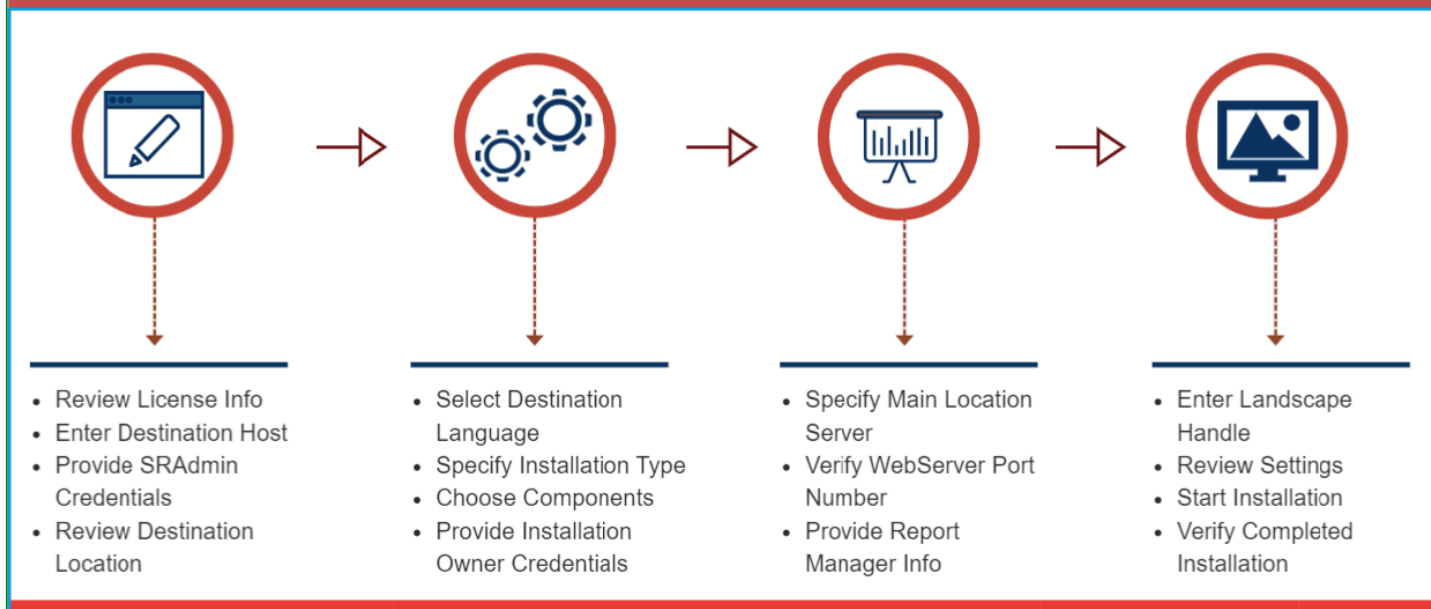 • Review License Info
• Enter Destination Host
• Provide SRAdmin
Credentials
• Review Destination
Location
• Select Destination
Language
• Specify Installation Type
• Choose Components
• Provide Installation
Owner Credentials
• Specify Main Location
Server
• Verify WebServer Port
Number
• Provide Report
Manager Info
• Enter Landscape
Handle
• Review Settings
• Start Installation
• Verify Completed
Installation